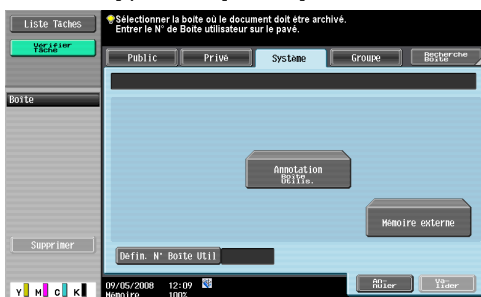 Liste Tâches
Vérifier
Tâche
Sélectionner la boîte où le document doit être archivé.
Entrer le N° de Boîte utilisateur sur le pavé.
Public
Privé
Système
Groupe
Recherche
Boîte
Boîte
Annotation
Boîte
Utilis.
Mémoire externe
Supprimer
Défin. N° Boîte Util
Y M C K
09/05/2008 12:09
Mémoire 100%
An-
nuler
Va-
lider